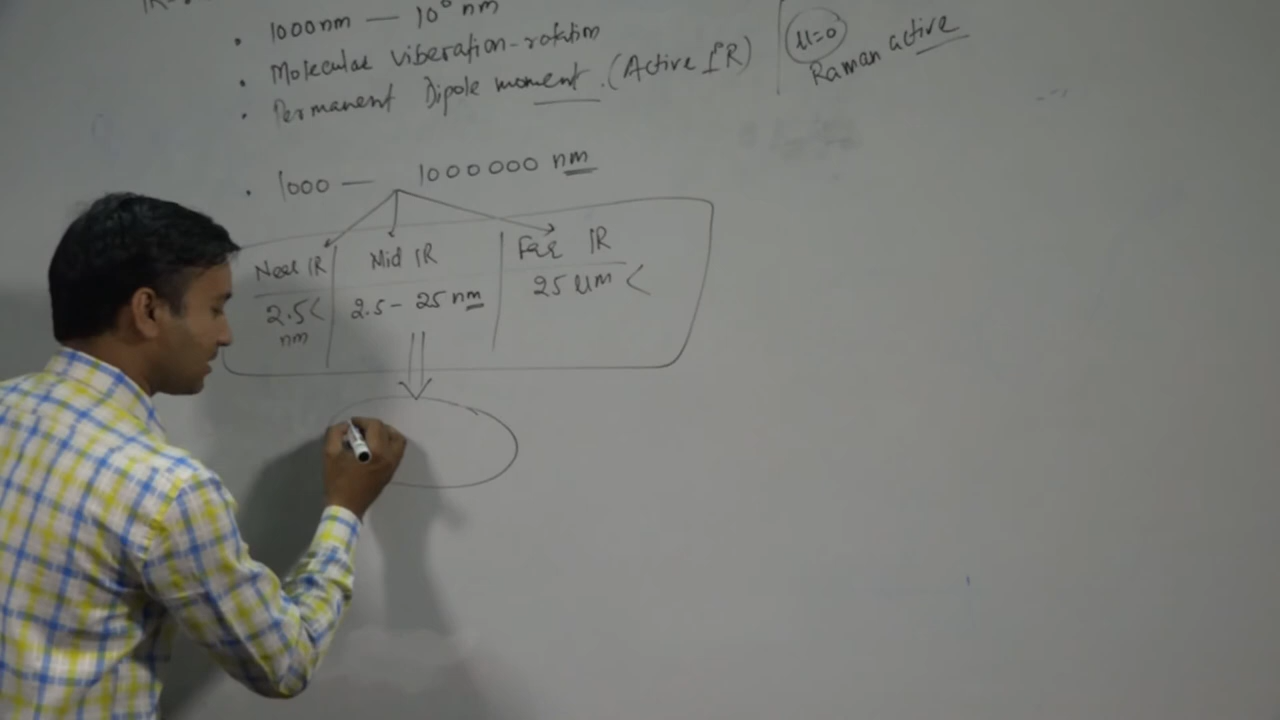 1000nm — 10⁶ nm
Molecular viberation-rotation
Permanent Dipole moment. (Active IR)
μ=0
Raman active
1000 — 1000000 nm
Near IR
Mid IR
Far IR
2.5<
nm
2.5 - 25 nm
25 μm <